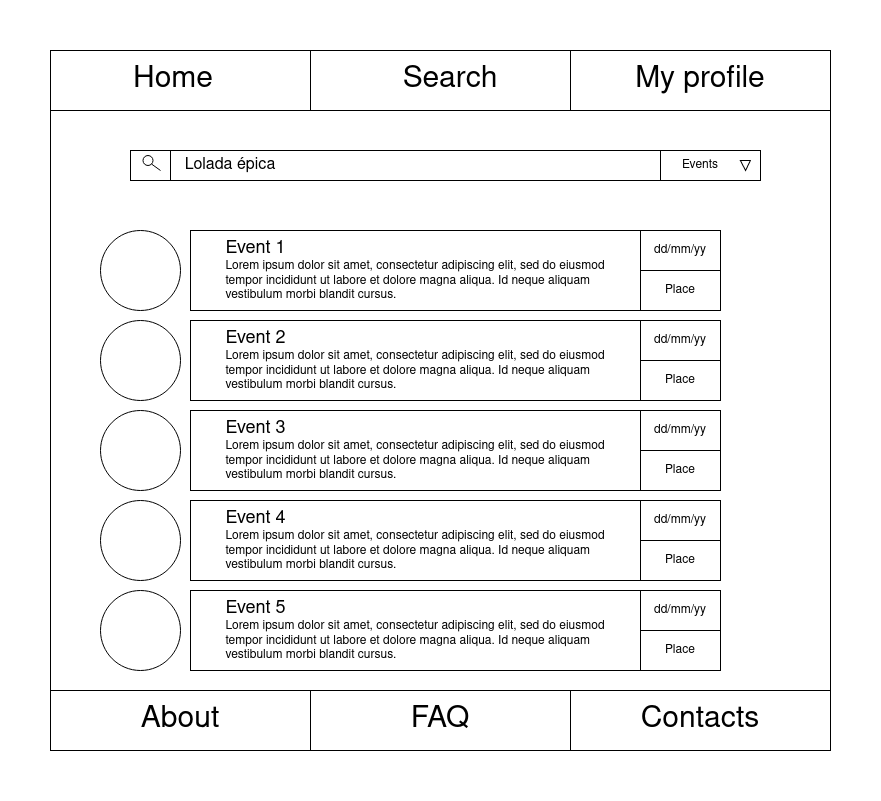 Home Search My profile
Lolada épica Events
Event 1
Lorem ipsum dolor sit amet, consectetur adipiscing elit, sed do eiusmod
tempor incididunt ut labore et dolore magna aliqua. Id neque aliquam
vestibulum morbi blandit cursus.
dd/mm/yy
Place
Event 2
Lorem ipsum dolor sit amet, consectetur adipiscing elit, sed do eiusmod
tempor incididunt ut labore et dolore magna aliqua. Id neque aliquam
vestibulum morbi blandit cursus.
dd/mm/yy
Place
Event 3
Lorem ipsum dolor sit amet, consectetur adipiscing elit, sed do eiusmod
tempor incididunt ut labore et dolore magna aliqua. Id neque aliquam
vestibulum morbi blandit cursus.
dd/mm/yy
Place
Event 4
Lorem ipsum dolor sit amet, consectetur adipiscing elit, sed do eiusmod
tempor incididunt ut labore et dolore magna aliqua. Id neque aliquam
vestibulum morbi blandit cursus.
dd/mm/yy
Place
Event 5
Lorem ipsum dolor sit amet, consectetur adipiscing elit, sed do eiusmod
tempor incididunt ut labore et dolore magna aliqua. Id neque aliquam
vestibulum morbi blandit cursus.
dd/mm/yy
Place
About FAQ Contacts